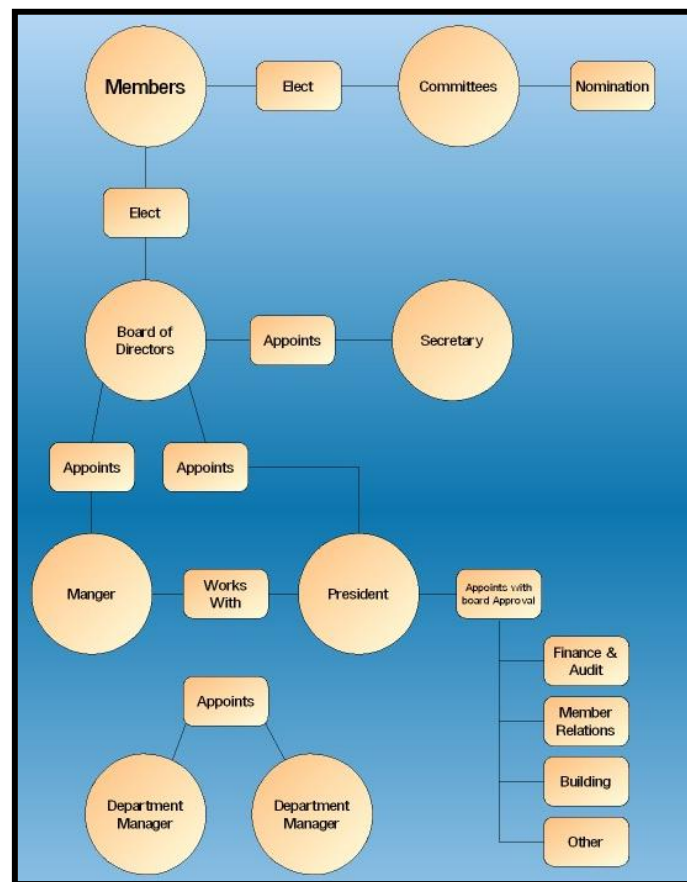 Members
Elect
Committees
Nomination
Elect
Board of
Directors
Appoints
Secretary
Appoints
Appoints
Manger
Works
With
President
Appoints with
board Approval
Finance &
Audit
Member
Relations
Building
Other
Appoints
Department
Manager
Department
Manager